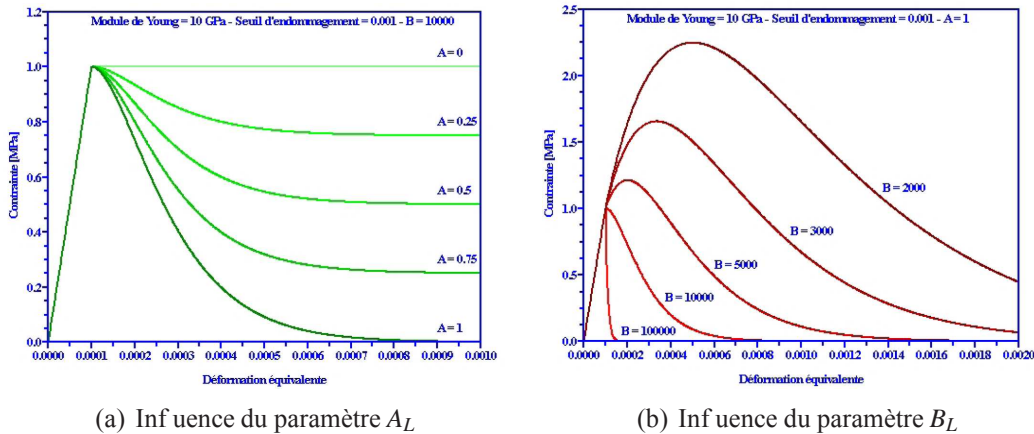 Module de Young = 10 GPa - Seuil d'endommagement = 0.001 - B = 10000
1.2
1.0
0.8
0.6
0.4
0.2
0.0
Contrainte [MPa]
A = 0
A = 0.25
A = 0.5
A = 0.75
A = 1
0.0000 0.0001 0.0002 0.0003 0.0004 0.0005 0.0006 0.0007 0.0008 0.0009 0.0010
Déformation équivalente
(a) Inf uence du paramètre A_L
Module de Young = 10 GPa - Seuil d'endommagement = 0.001 - A = 1
2.5
2.0
1.5
1.0
0.5
0.0
Contrainte [MPa]
B = 2000
B = 3000
B = 5000
B = 10000
B = 100000
0.0000 0.0002 0.0004 0.0006 0.0008 0.0010 0.0012 0.0014 0.0016 0.0018 0.0020
Déformation équivalente
(b) Inf uence du paramètre B_L